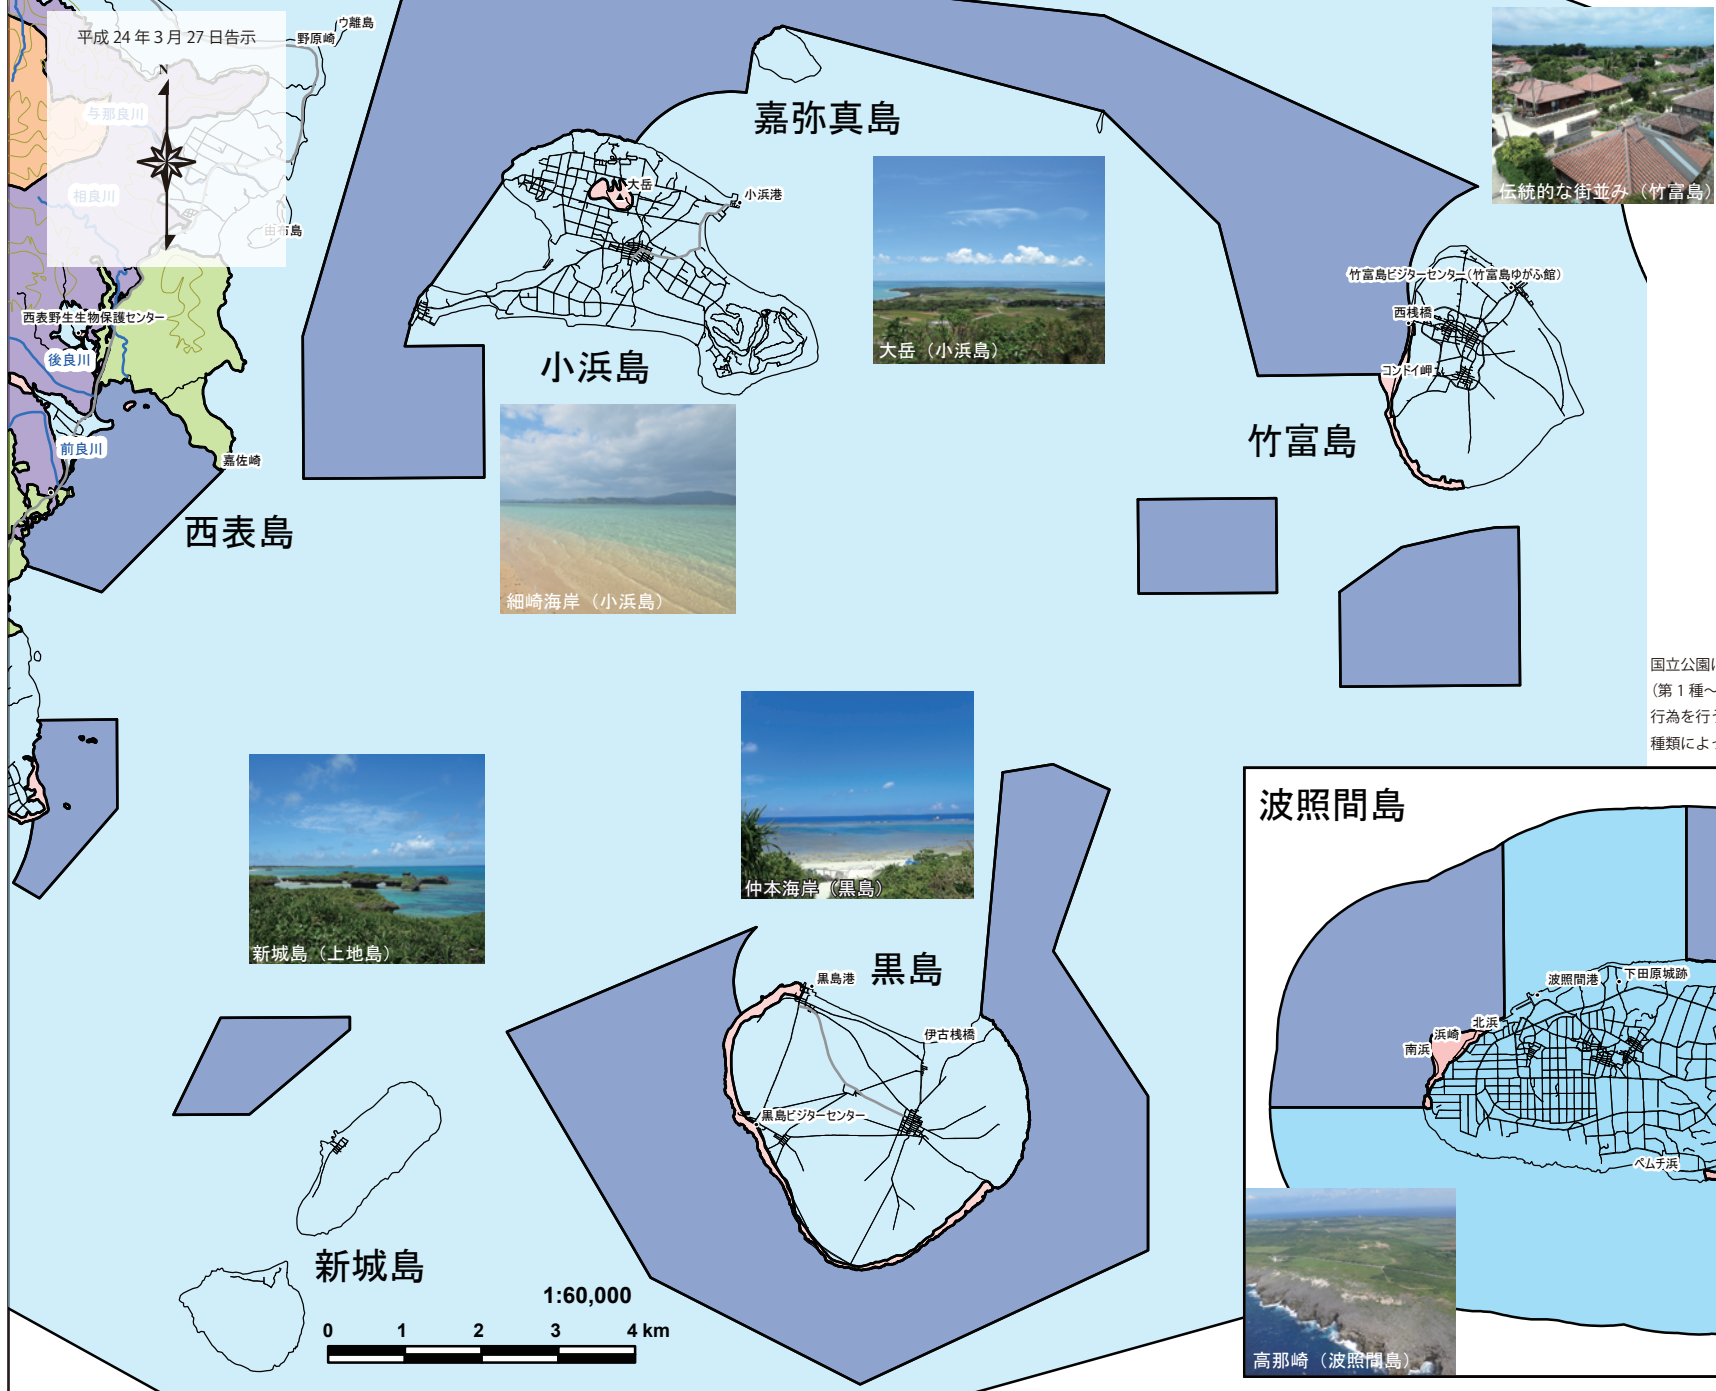 平成 24 年 3 月 27 日告示
N
ウ離島
野原崎
与那良川
相良川
由布島
嘉弥真島
大岳
小浜港
大岳（小浜島）
伝統的な街並み（竹富島）
竹富島ビジターセンター（竹富島ゆがふ館）
西桟橋
コンドイ岬
竹富島
西表野生生物保護センター
後良川
前良川
嘉佐崎
西表島
小浜島
細崎海岸（小浜島）
国立公園
（第 1 種～
行為を行
種類によっ
新城島（上地島）
仲本海岸（黒島）
黒島
黒島港
伊古桟橋
黒島ビジターセンター
新城島
1:60,000
0 1 2 3 4 km
波照間島
波照間港
下田原城跡
北浜
浜崎
南浜
ペムチ浜
高那崎（波照間島）